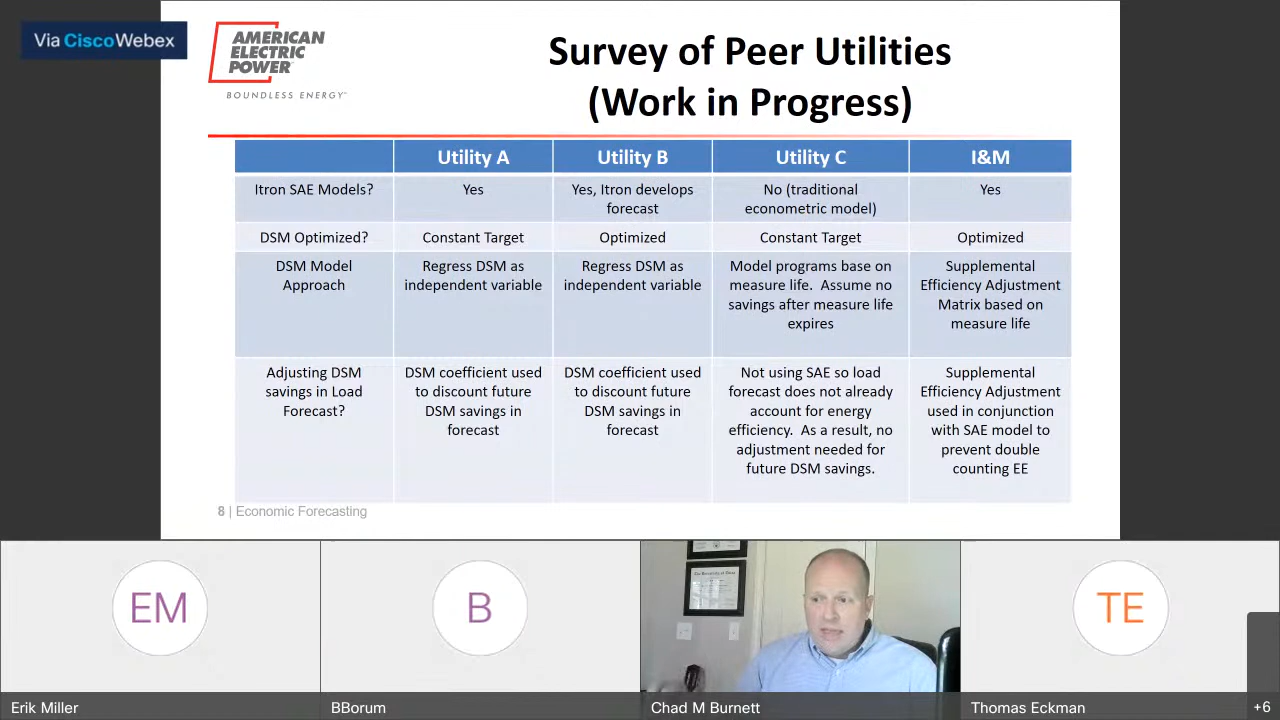 Via Cisco Webex
AMERICAN
ELECTRIC
POWER
BOUNDLESS ENERGY™
Survey of Peer Utilities
(Work in Progress)
Utility A
Utility B
Utility C
I&M
Itron SAE Models?
Yes
Yes, Itron develops
forecast
No (traditional
econometric model)
Yes
DSM Optimized?
Constant Target
Optimized
Constant Target
Optimized
DSM Model
Approach
Regress DSM as
independent variable
Regress DSM as
independent variable
Model programs base on
measure life. Assume no
savings after measure life
expires
Supplemental
Efficiency Adjustment
Matrix based on
measure life
Adjusting DSM
savings in Load
Forecast?
DSM coefficient used
to discount future
DSM savings in
forecast
DSM coefficient used
to discount future
DSM savings in
forecast
Not using SAE so load
forecast does not already
account for energy
efficiency. As a result, no
adjustment needed for
future DSM savings.
Supplemental
Efficiency Adjustment
used in conjunction
with SAE model to
prevent double
counting EE
8 | Economic Forecasting
EM
B
TE
Erik Miller
BBorum
Chad M Burnett
Thomas Eckman
+6